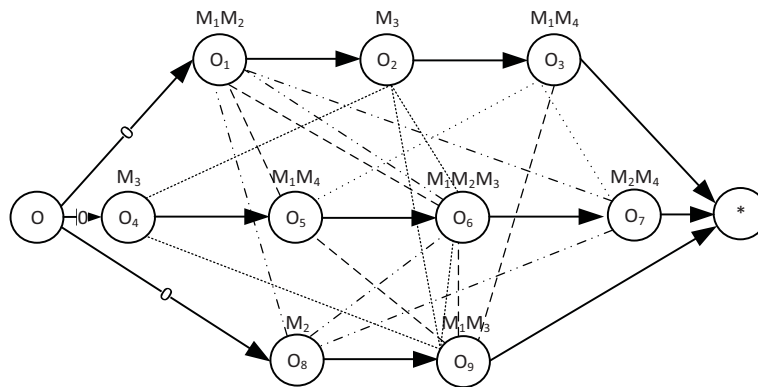 M₁M₂ M₃ M₁M₄
O₁ O₂ O₃
0
M₃ M₁M₄ M₁M₂M₃ M₂M₄
O 0 O₄ O₅ O₆ O₇ *
0
M₂ M₁M₃
O₈ O₉